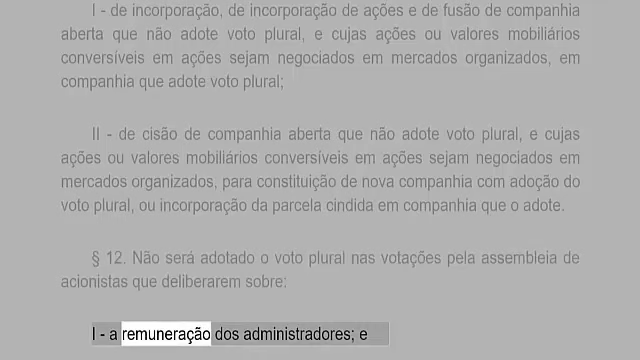 I - de incorporação, de incorporação de ações e de fusão de companhia
aberta que não adote voto plural, e cujas ações ou valores mobiliários
conversíveis em ações sejam negociados em mercados organizados, em
companhia que adote voto plural;
II - de cisão de companhia aberta que não adote voto plural, e cujas
ações ou valores mobiliários conversíveis em ações sejam negociados em
mercados organizados, para constituição de nova companhia com adoção do
voto plural, ou incorporação da parcela cindida em companhia que o adote.
§ 12. Não será adotado o voto plural nas votações pela assembleia de
acionistas que deliberarem sobre:
I - a remuneração dos administradores; e